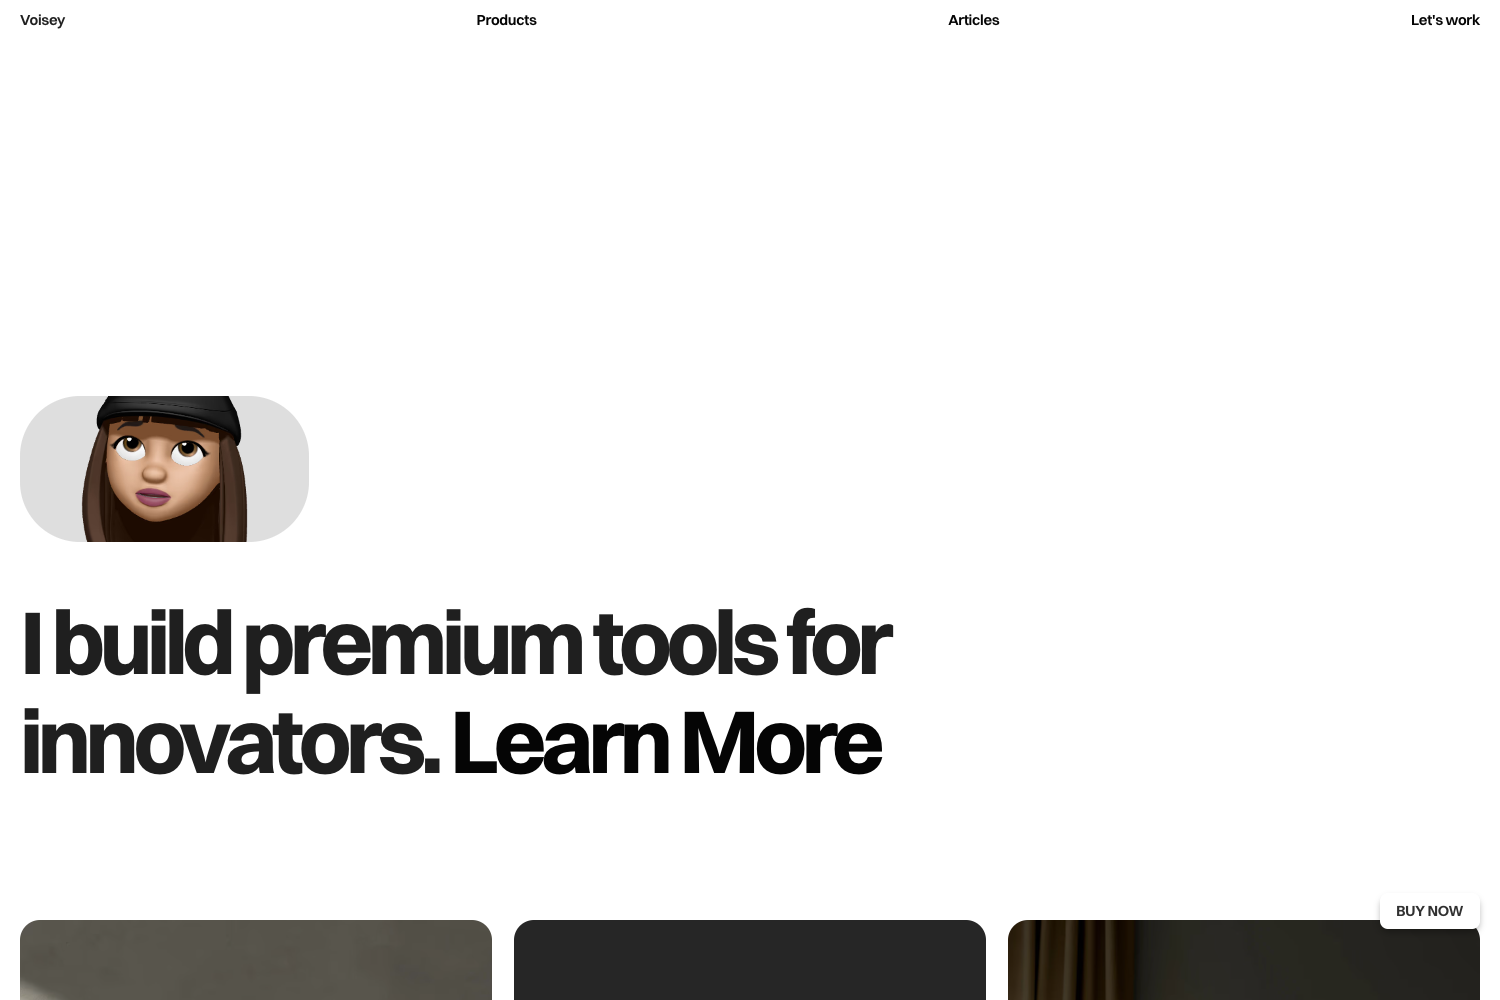 Voisey
Products
Articles
Let's work
I build premium tools for
innovators. Learn More
BUY NOW